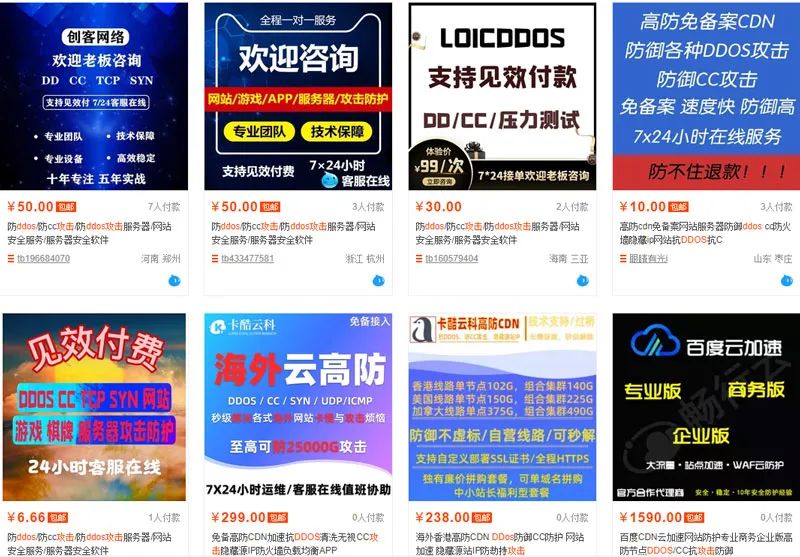 创客网络
欢迎老板咨询
DD CC TCP SYN
支持见效付 7/24客服在线
• 专业团队 • 技术保障
• 专业设备 • 高效稳定
十年专注 五年实战
¥50.00 包邮 7人付款
防ddos/防cc攻击/防ddos攻击服务器/网站
安全服务/服务器安全软件
tb196684070 河南 郑州
全程一对一服务
欢迎咨询
网站/游戏/APP/服务器/攻击防护
专业团队 技术保障
支持见效付费 7×24小时
客服在线
¥50.00 包邮 3人付款
防ddos/防cc攻击/防ddos攻击服务器/网站
安全服务/服务器安全软件
tb433477581 浙江 杭州
LOICDDOS
支持见效付款
DD/CC/压力测试
体验价
¥99/次
立即咨询
7*24接单欢迎老板咨询
¥30.00 2人付款
防ddos/防cc攻击/防ddos攻击服务器/网站
安全服务/服务器安全软件
tb160579404 海南 三亚
高防免备案CDN
防御各种DDOS攻击
防御CC攻击
免备案 速度快 防御高
7x24小时在线服务
防不住退款!!!
¥10.00 包邮 3人付款
高防cdn免备案网站服务器防御ddos cc防火
墙隐藏ip网站抗DDOS抗C
山东 枣庄
见效付费
DDOS CC TCP SYN 网站
游戏 棋牌 服务器攻击防护
24小时客服在线
¥6.66 包邮 1人付款
防ddos/防cc攻击/防ddos攻击服务器/网站
安全服务/服务器安全软件
卡酷云科 免备接入
海外云高防
DDOS / CC / SYN / UDP/ICMP
秒级解决各式海外网站卡慢与攻击烦恼
至高可防25000G攻击
7X24小时运维/客服在线值班协助
¥299.00 包邮 0人付款
免备高防CDN加速抗DDOS清洗无视CC攻
击隐藏源IP防火墙负载均衡APP
卡酷云科高防CDN
香港线路单节点102G，组合集群140G
美国线路单节点150G，组合集群225G
加拿大线路单点375G，组合集群490G
防御不虚标/自营线路/可秒解
支持自定义部署SSL证书/全程HTTPS
独有廉价拼购套餐，可单域名拼购
中小站长福利型套餐
¥238.00 包邮 0人付款
海外香港高防CDN DDos防御CC防护 网站
加速 隐藏源站IP防劫持攻击
百度云加速
专业版 商务版
企业版
大流量·站点加速·WAF云防护
官方合作代理商 安全·稳定·10年安全防护经验
¥1590.00 包邮 0人付款
百度CDN云加速网站防护专业商务企业版高
防节点DDOS/CC抗攻击防御